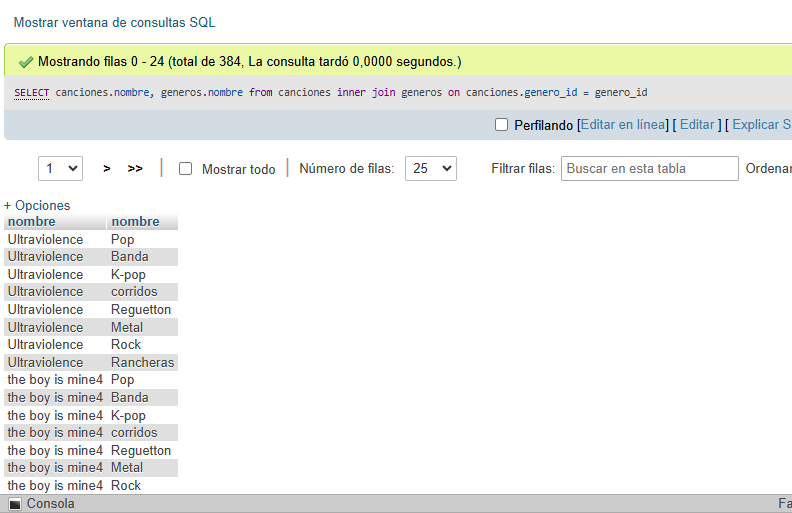 Mostrar ventana de consultas SQL
Mostrando filas 0 - 24 (total de 384, La consulta tardó 0,0000 segundos.)
SELECT canciones.nombre, generos.nombre from canciones inner join generos on canciones.genero_id = genero_id
Perfilando [Editar en línea] [ Editar ] [ Explicar S
1 > >> | Mostrar todo | Número de filas: 25 Filtrar filas: Buscar en esta tabla Ordenar
+ Opciones
nombre nombre
Ultraviolence Pop
Ultraviolence Banda
Ultraviolence K-pop
Ultraviolence corridos
Ultraviolence Reguetton
Ultraviolence Metal
Ultraviolence Rock
Ultraviolence Rancheras
the boy is mine4 Pop
the boy is mine4 Banda
the boy is mine4 K-pop
the boy is mine4 corridos
the boy is mine4 Reguetton
the boy is mine4 Metal
the boy is mine4 Rock
Consola Fa